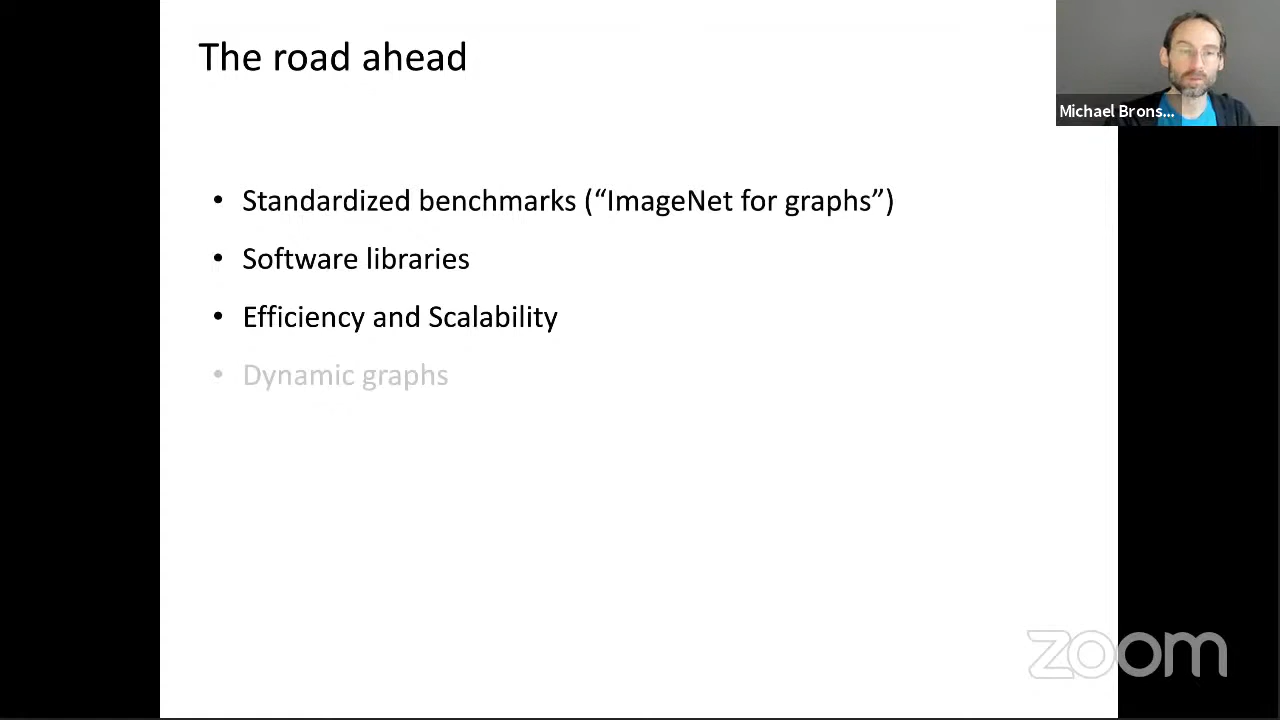 The road ahead
Michael Brons...
• Standardized benchmarks (“ImageNet for graphs”)
• Software libraries
• Efficiency and Scalability
• Dynamic graphs
zoom